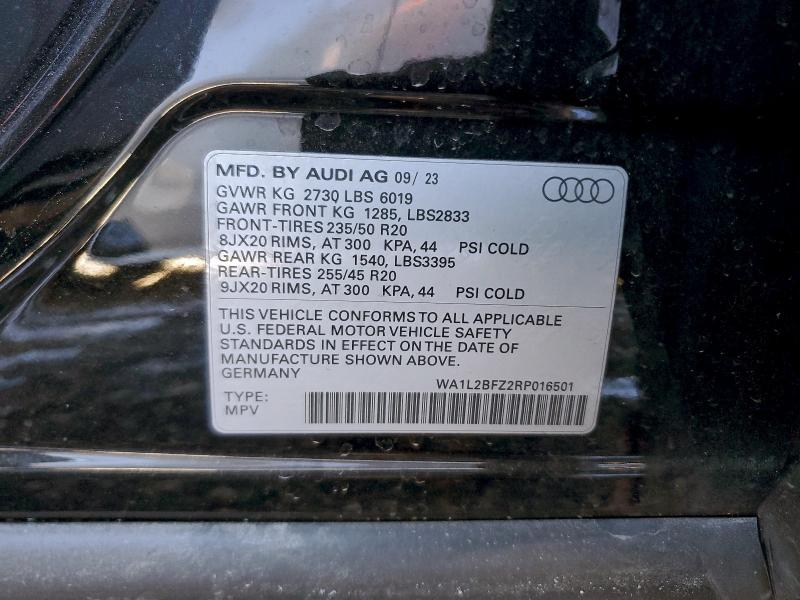 MFD. BY AUDI AG 09/ 23
GVWR KG 2730 LBS 6019
GAWR FRONT KG 1285, LBS2833
FRONT-TIRES 235/50 R20
8JX20 RIMS, AT 300 KPA, 44 PSI COLD
GAWR REAR KG 1540, LBS3395
REAR-TIRES 255/45 R20
9JX20 RIMS, AT 300 KPA, 44 PSI COLD
THIS VEHICLE CONFORMS TO ALL APPLICABLE
U.S. FEDERAL MOTOR VEHICLE SAFETY
STANDARDS IN EFFECT ON THE DATE OF
MANUFACTURE SHOWN ABOVE.
GERMANY
WA1L2BFZ2RP016501
TYPE:
MPV